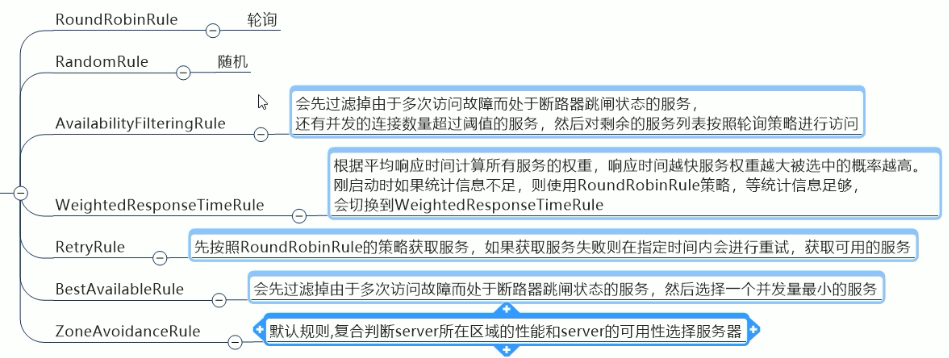 RoundRobinRule 轮询
RandomRule 随机
AvailabilityFilteringRule
会先过滤掉由于多次访问故障而处于断路器跳闸状态的服务，
还有并发的连接数量超过阈值的服务，然后对剩余的服务列表按照轮询策略进行访问
WeightedResponseTimeRule
根据平均响应时间计算所有服务的权重，响应时间越快服务权重越大被选中的概率越高。
刚启动时如果统计信息不足，则使用RoundRobinRule策略，等统计信息足够，
会切换到WeightedResponseTimeRule
RetryRule 先按照RoundRobinRule的策略获取服务，如果获取服务失败则在指定时间内会进行重试，获取可用的服务
BestAvailableRule 会先过滤掉由于多次访问故障而处于断路器跳闸状态的服务，然后选择一个并发量最小的服务
ZoneAvoidanceRule 默认规则,复合判断server所在区域的性能和server的可用性选择服务器